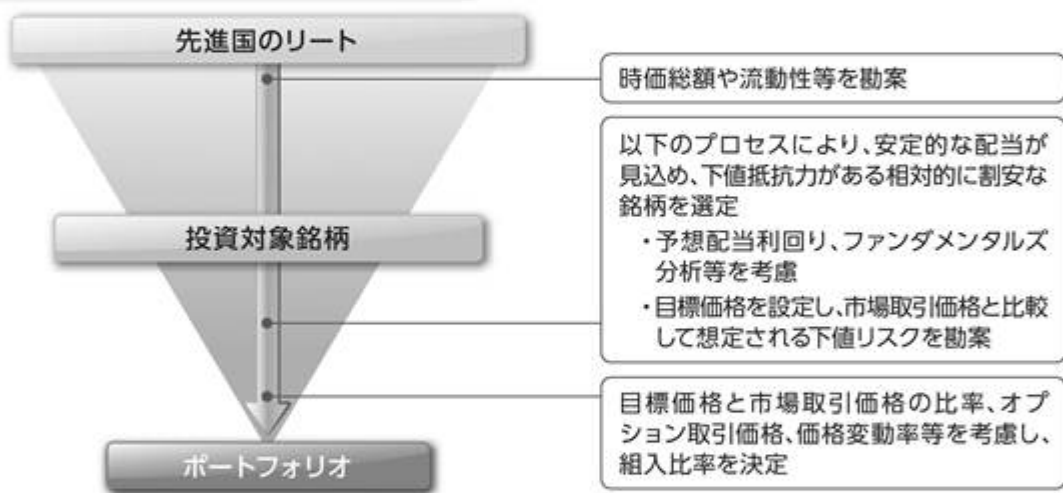 先進国のリート
時価総額や流動性等を勘案
以下のプロセスにより、安定的な配当が
見込め、下値抵抗力がある相対的に割安な
銘柄を選定
・予想配当利回り、ファンダメンタルズ
分析等を考慮
・目標価格を設定し、市場取引価格と比較
して想定される下値リスクを勘案
投資対象銘柄
目標価格と市場取引価格の比率、オプ
ション取引価格、価格変動率等を考慮し、
組入比率を決定
ポートフォリオ